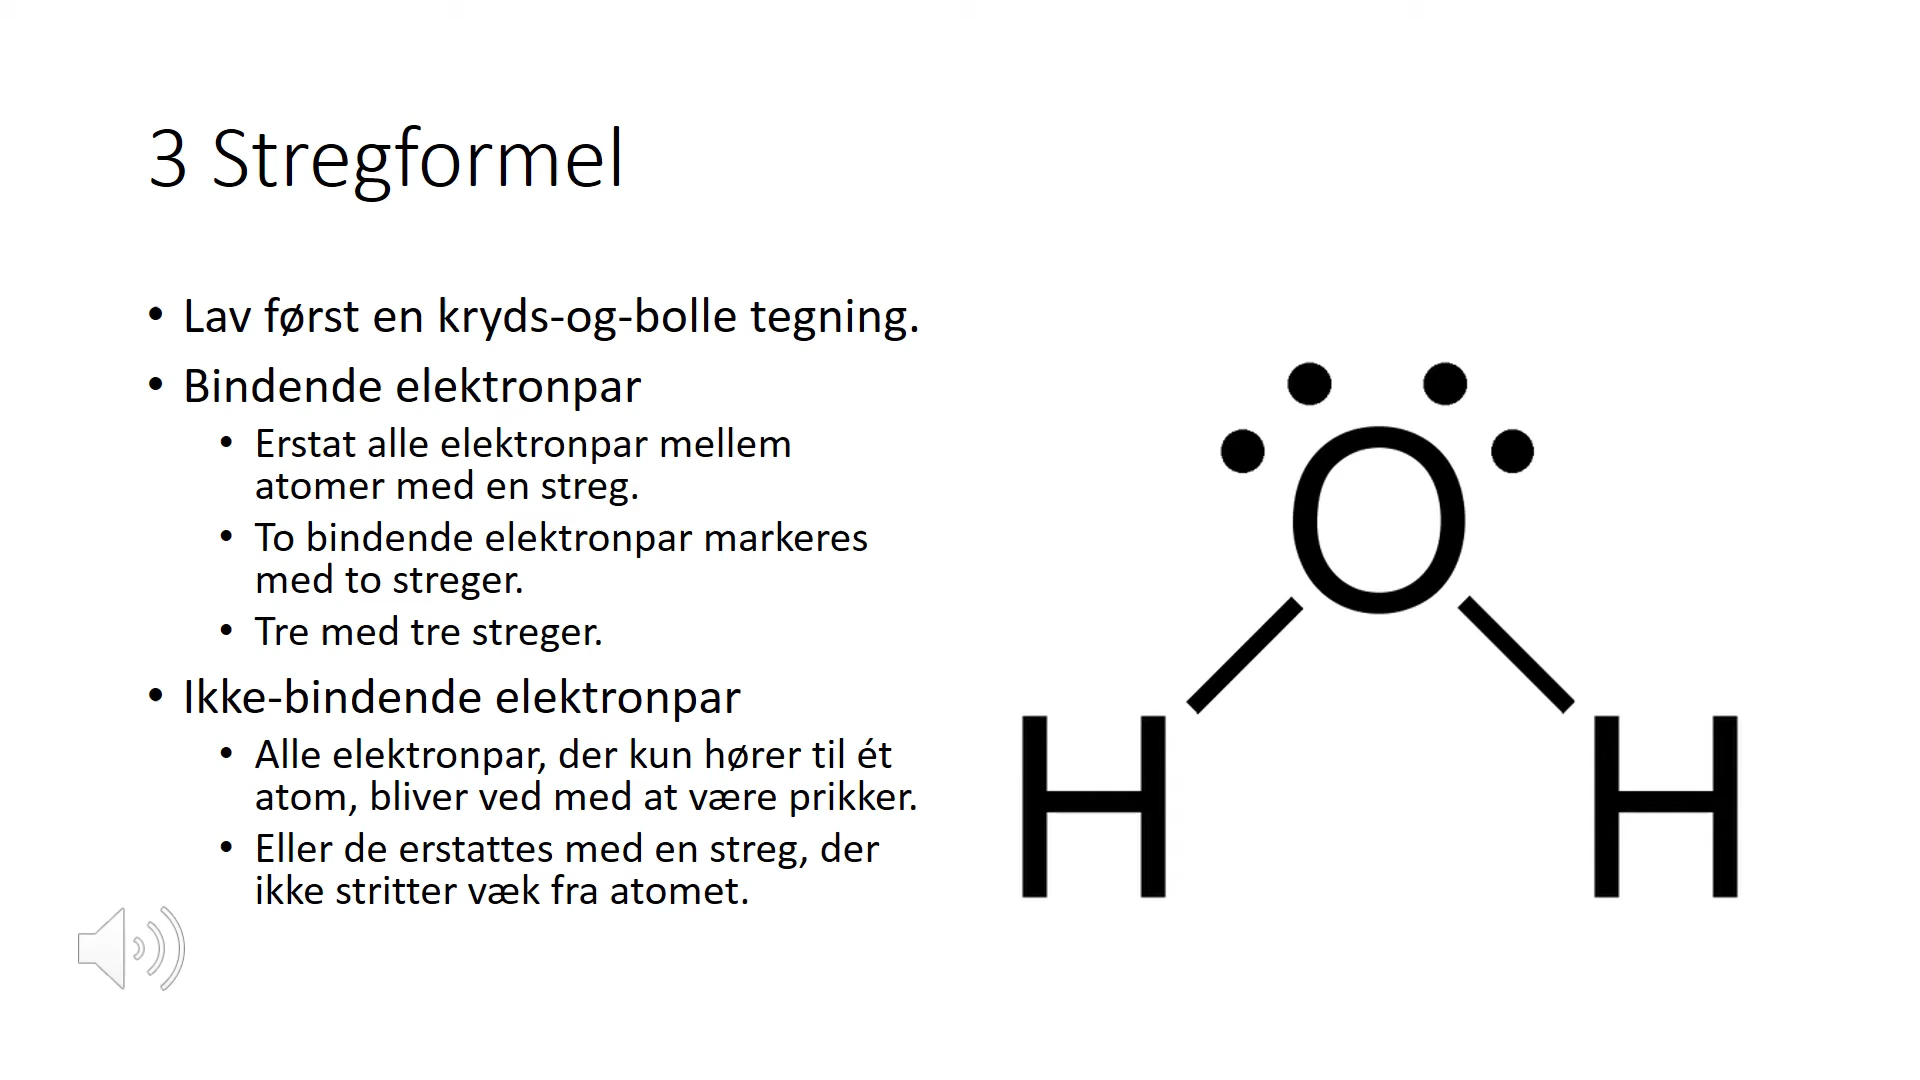 3 Stregformel
• Lav først en kryds-og-bolle tegning.
• Bindende elektronpar
• Erstat alle elektronpar mellem
atomer med en streg.
• To bindende elektronpar markeres
med to streger.
• Tre med tre streger.
• Ikke-bindende elektronpar
• Alle elektronpar, der kun hører til ét
atom, bliver ved med at være prikker.
• Eller de erstattes med en streg, der
ikke stritter væk fra atomet.
O
H H